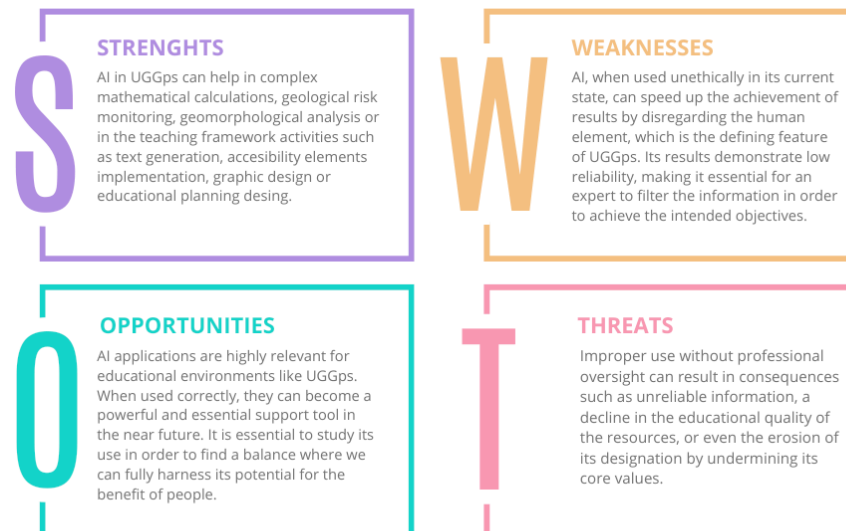 S
STRENGHTS
AI in UGGps can help in complex
mathematical calculations, geological risk
monitoring, geomorphological analysis or
in the teaching framework activities such
as text generation, accesibility elements
implementation, graphic design or
educational planning desing.
W
WEAKNESSES
AI, when used unethically in its current
state, can speed up the achievement of
results by disregarding the human
element, which is the defining feature
of UGGps. Its results demonstrate low
reliability, making it essential for an
expert to filter the information in order
to achieve the intended objectives.
O
OPPORTUNITIES
AI applications are highly relevant for
educational environments like UGGps.
When used correctly, they can become a
powerful and essential support tool in
the near future. It is essential to study its
use in order to find a balance where we
can fully harness its potential for the
benefit of people.
T
THREATS
Improper use without professional
oversight can result in consequences
such as unreliable information, a
decline in the educational quality of
the resources, or even the erosion of
its designation by undermining its
core values.